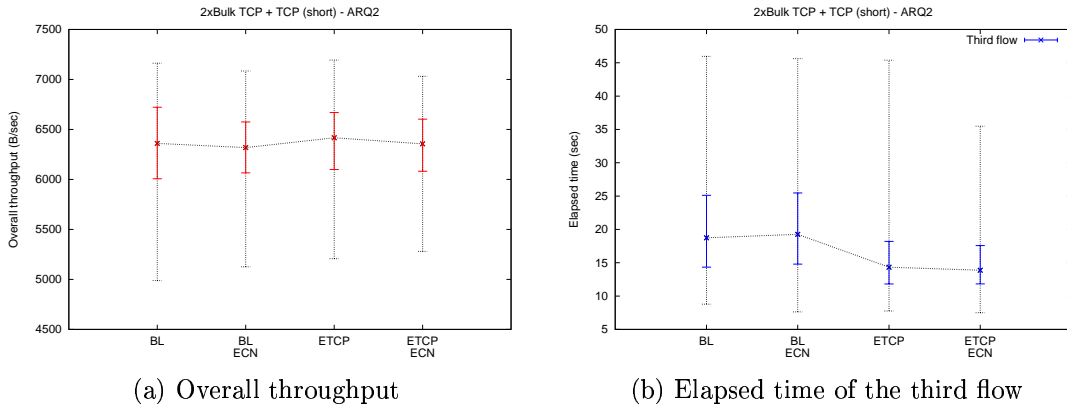 2xBulk TCP + TCP (short) - ARQ2
7500
7000
6500
6000
5500
5000
4500
Overall throughput (B/sec)
BL
BL
ECN
ETCP
ETCP
ECN
(a) Overall throughput
2xBulk TCP + TCP (short) - ARQ2
Third flow
50
45
40
35
30
25
20
15
10
5
Elapsed time (sec)
BL
BL
ECN
ETCP
ETCP
ECN
(b) Elapsed time of the third flow